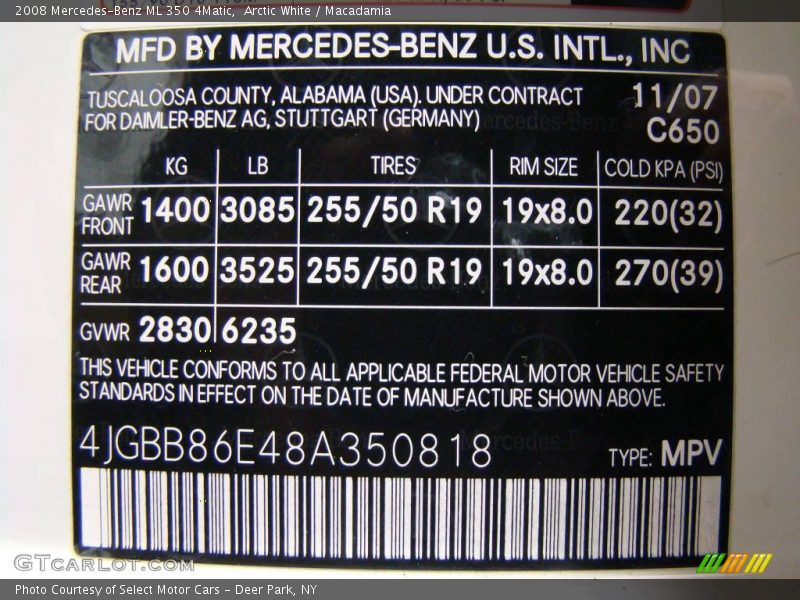 2008 Mercedes-Benz ML 350 4Matic, Arctic White / Macadamia
MFD BY MERCEDES-BENZ U.S. INTL., INC
TUSCALOOSA COUNTY, ALABAMA (USA). UNDER CONTRACT 11/07
FOR DAIMLER-BENZ AG, STUTTGART (GERMANY) C650
KG LB TIRES RIM SIZE COLD KPA (PSI)
GAWR FRONT 1400 3085 255/50 R19 19x8.0 220(32)
GAWR REAR 1600 3525 255/50 R19 19x8.0 270(39)
GVWR 2830 6235
THIS VEHICLE CONFORMS TO ALL APPLICABLE FEDERAL MOTOR VEHICLE SAFETY
STANDARDS IN EFFECT ON THE DATE OF MANUFACTURE SHOWN ABOVE.
4JGBB86E48A350818 TYPE: MPV
GTCARLOT.COM
Photo Courtesy of Select Motor Cars - Deer Park, NY